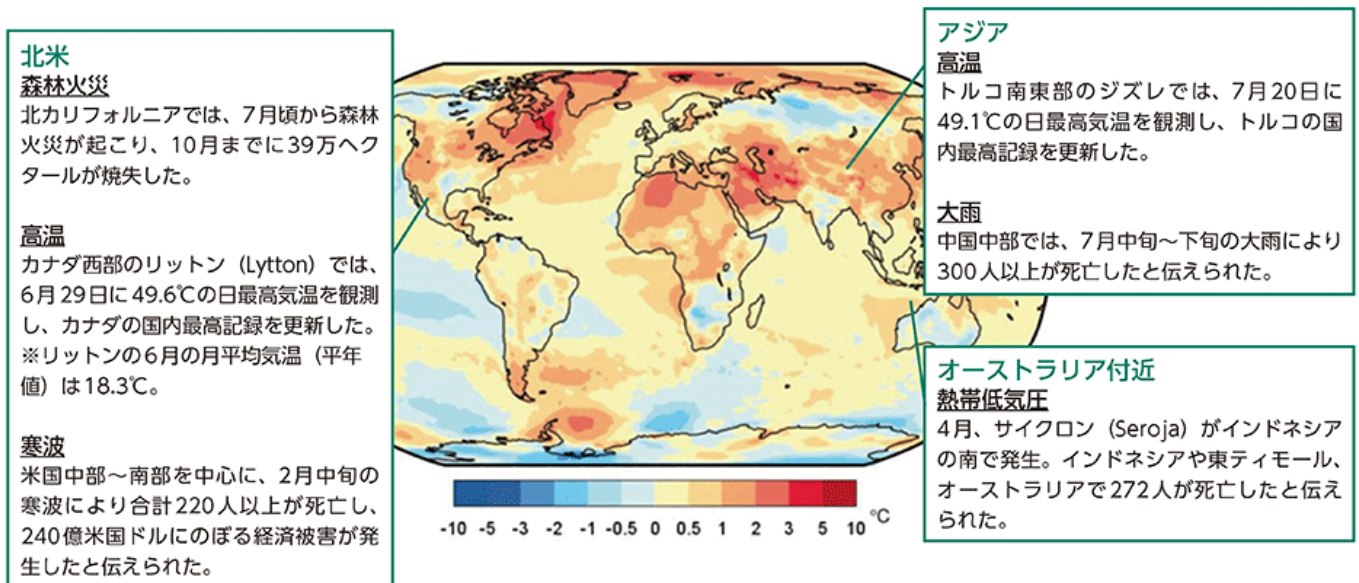 北米
森林火災
北カリフォルニアでは、7月頃から森林
火災が起こり、10月までに39万ヘク
タールが焼失した。
高温
カナダ西部のリットン（Lytton）では、
6月29日に49.6℃の日最高気温を観測
し、カナダの国内最高記録を更新した。
※リットンの6月の月平均気温（平年
値）は18.3℃。
寒波
米国中部～南部を中心に、2月中旬の
寒波により合計220人以上が死亡し、
240億米国ドルにのぼる経済被害が発
生したと伝えられた。
アジア
高温
トルコ南東部のジズレでは、7月20日に
49.1℃の日最高気温を観測し、トルコの国
内最高記録を更新した。
大雨
中国中部では、7月中旬～下旬の大雨により
300人以上が死亡したと伝えられた。
オーストラリア付近
熱帯低気圧
4月、サイクロン（Seroja）がインドネシア
の南で発生。インドネシアや東ティモール、
オーストラリアで272人が死亡したと伝え
られた。
-10 -5 -3 -2 -1 -0.5 0 0.5 1 2 3 5 10 ℃